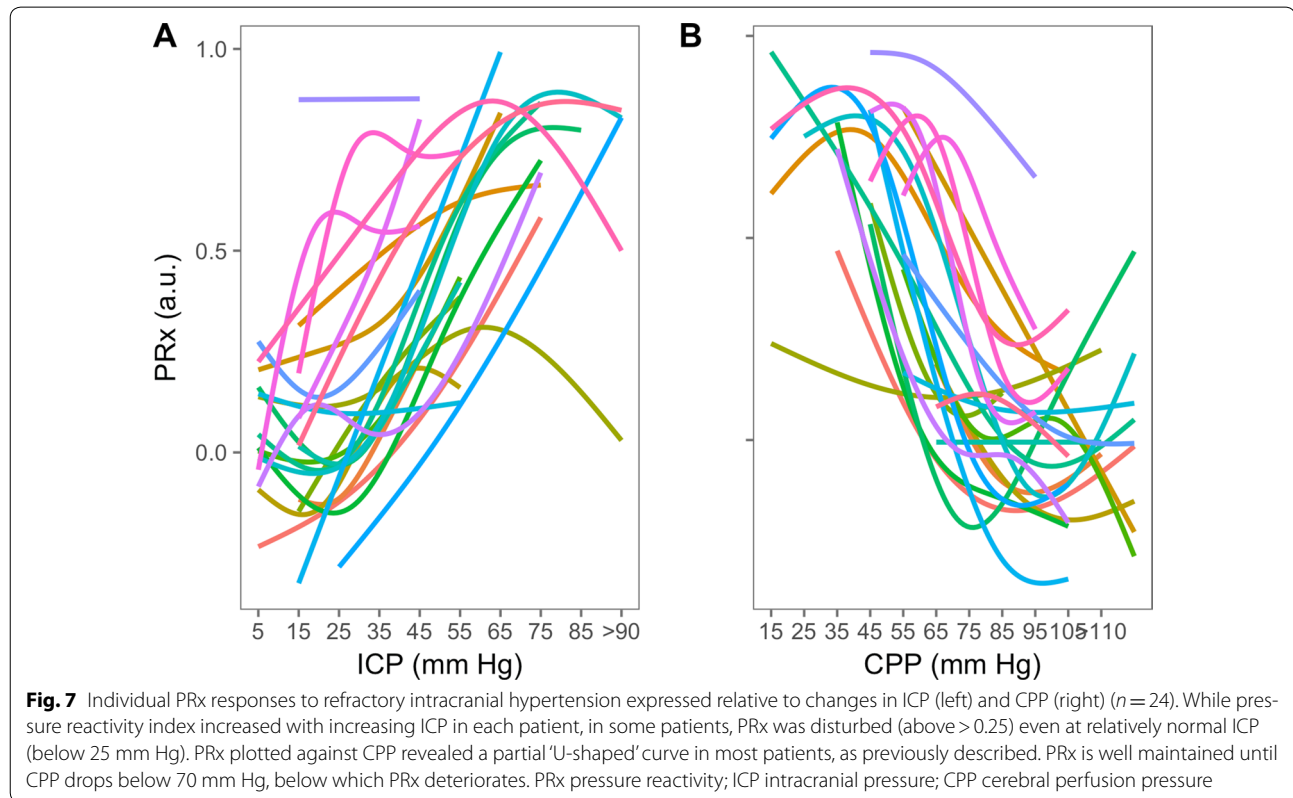 A
B
1.0
0.5
0.0
PRx (a.u.)
5 15 25 35 45 55 65 75 85 >90
ICP (mm Hg)
15 25 35 45 55 65 75 85 95 105 >110
CPP (mm Hg)
Fig. 7 Individual PRx responses to refractory intracranial hypertension expressed relative to changes in ICP (left) and CPP (right) (n = 24). While pres-
sure reactivity index increased with increasing ICP in each patient, in some patients, PRx was disturbed (above > 0.25) even at relatively normal ICP
(below 25 mm Hg). PRx plotted against CPP revealed a partial ‘U-shaped’ curve in most patients, as previously described. PRx is well maintained until
CPP drops below 70 mm Hg, below which PRx deteriorates. PRx pressure reactivity; ICP intracranial pressure; CPP cerebral perfusion pressure